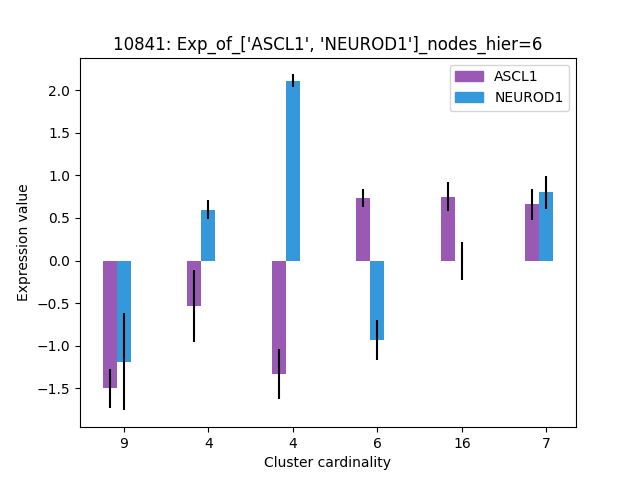 10841: Exp_of_['ASCL1', 'NEUROD1']_nodes_hier=6
ASCL1
NEUROD1
2.0
1.5
1.0
0.5
0.0
−0.5
−1.0
−1.5
Expression value
9 4 4 6 16 7
Cluster cardinality